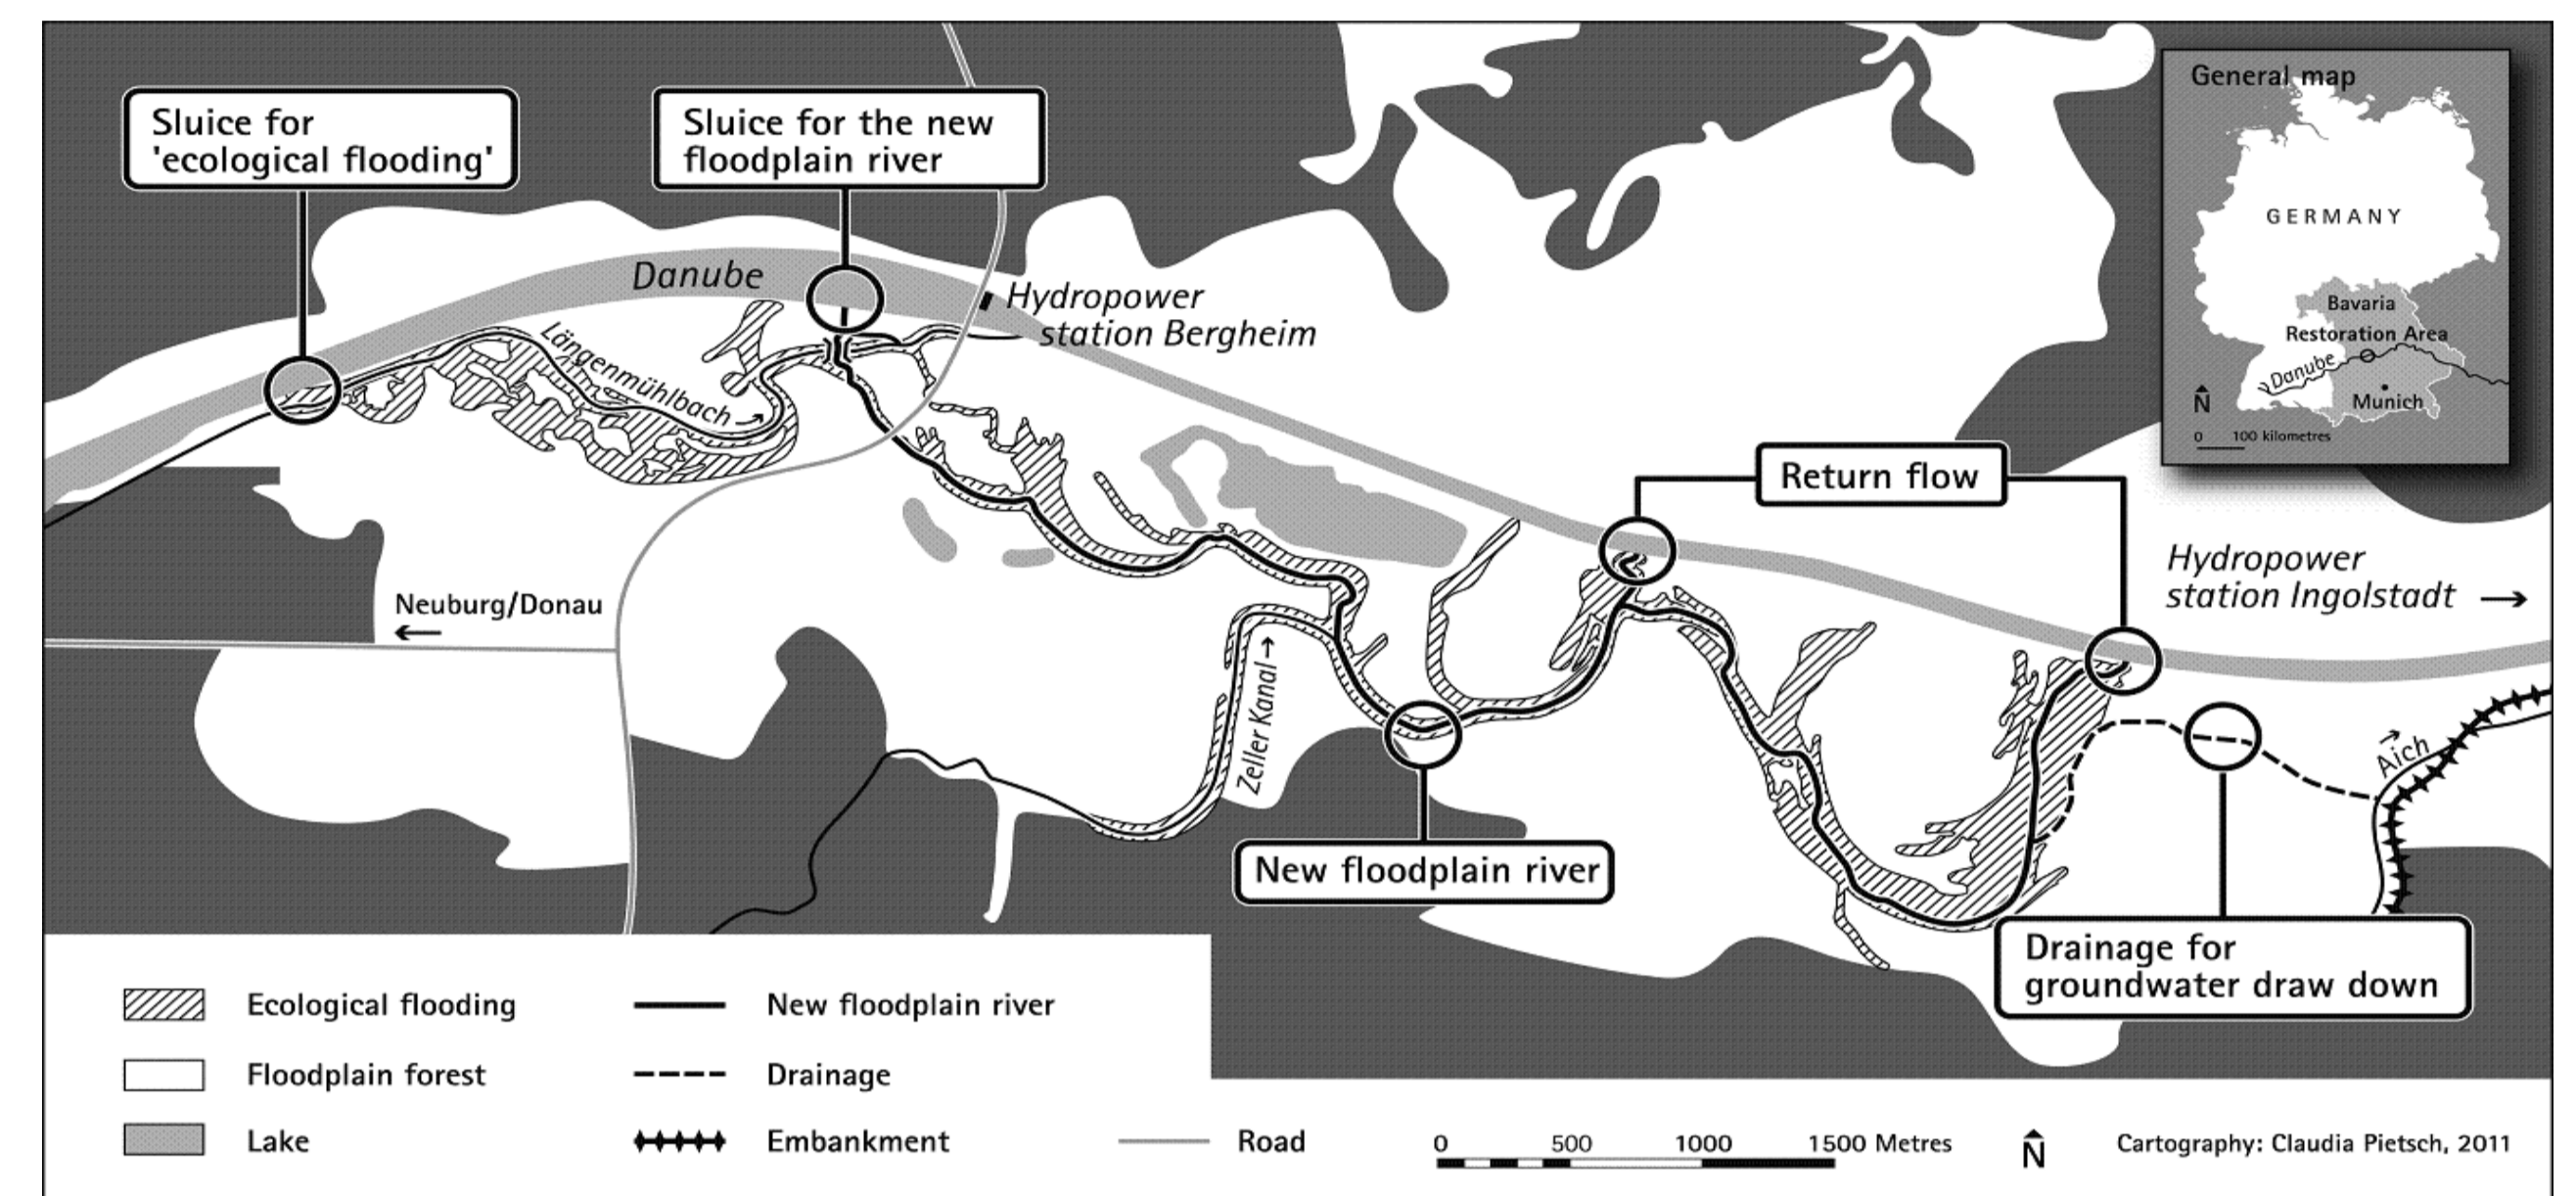 Sluice for
'ecological flooding'
Sluice for the new
floodplain river
General map
GERMANY
Bavaria
Restoration Area
Danube
Munich
N
0 100 kilometres
Danube
Längenmühlbach
Hydropower
station Bergheim
Return flow
Hydropower
station Ingolstadt
Neuburg/Donau
Zeller Kanal
Aich
New floodplain river
Drainage for
groundwater draw down
Ecological flooding
New floodplain river
Floodplain forest
Drainage
Lake
Embankment
Road
0 500 1000 1500 Metres
N
Cartography: Claudia Pietsch, 2011